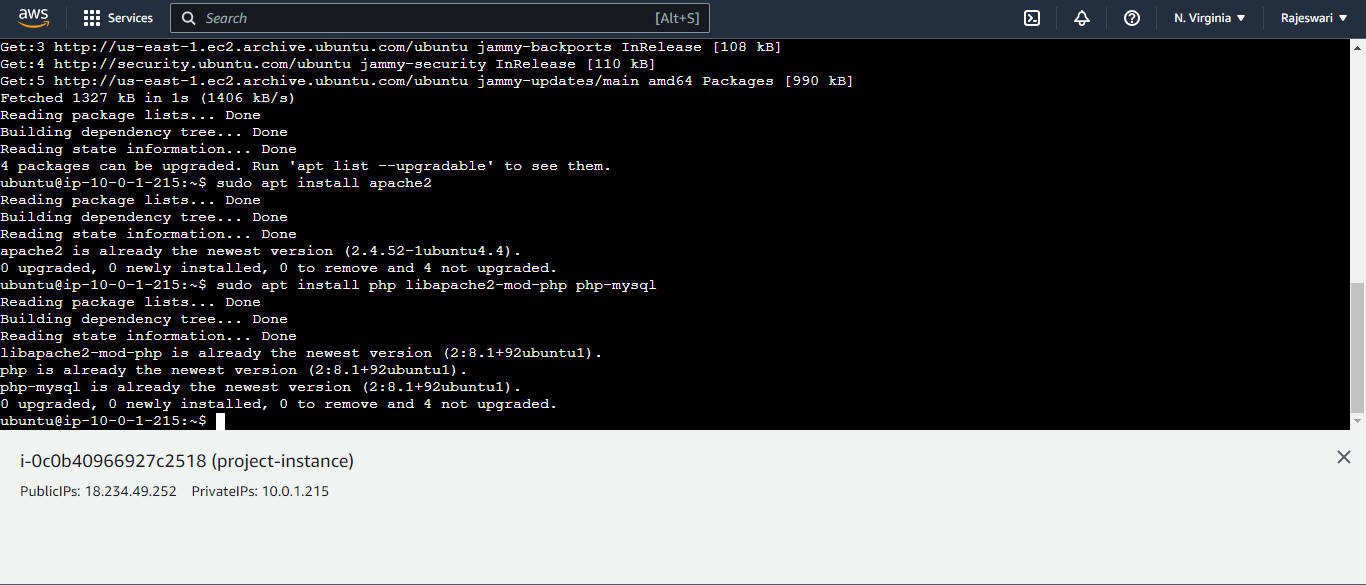 aws
Services
Search
[Alt+S]
N. Virginia
Rajeswari
Get:3 http://us-east-1.ec2.archive.ubuntu.com/ubuntu jammy-backports InRelease [108 kB]
Get:4 http://security.ubuntu.com/ubuntu jammy-security InRelease [110 kB]
Get:5 http://us-east-1.ec2.archive.ubuntu.com/ubuntu jammy-updates/main amd64 Packages [990 kB]
Fetched 1327 kB in 1s (1406 kB/s)
Reading package lists... Done
Building dependency tree... Done
Reading state information... Done
4 packages can be upgraded. Run 'apt list --upgradable' to see them.
ubuntu@ip-10-0-1-215:~$ sudo apt install apache2
Reading package lists... Done
Building dependency tree... Done
Reading state information... Done
apache2 is already the newest version (2.4.52-1ubuntu4.4).
0 upgraded, 0 newly installed, 0 to remove and 4 not upgraded.
ubuntu@ip-10-0-1-215:~$ sudo apt install php libapache2-mod-php php-mysql
Reading package lists... Done
Building dependency tree... Done
Reading state information... Done
libapache2-mod-php is already the newest version (2:8.1+92ubuntu1).
php is already the newest version (2:8.1+92ubuntu1).
php-mysql is already the newest version (2:8.1+92ubuntu1).
0 upgraded, 0 newly installed, 0 to remove and 4 not upgraded.
ubuntu@ip-10-0-1-215:~$
i-0c0b40966927c2518 (project-instance)
PublicIPs: 18.234.49.252 PrivateIPs: 10.0.1.215